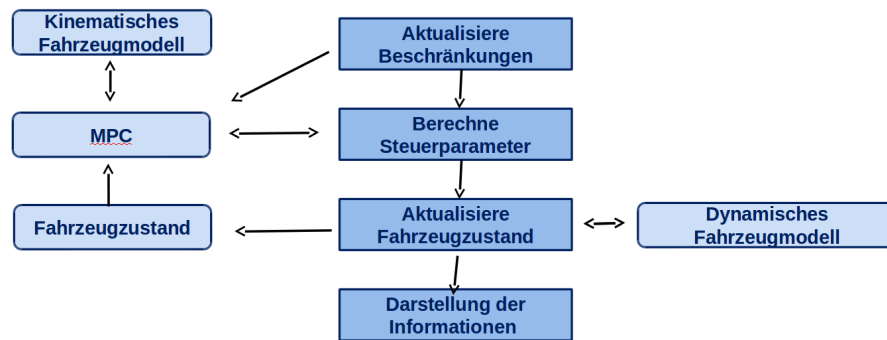 Kinematisches
Fahrzeugmodell
Aktualisiere
Beschränkungen
MPC
Berechne
Steuerparameter
Fahrzeugzustand
Aktualisiere
Fahrzeugzustand
Dynamisches
Fahrzeugmodell
Darstellung der
Informationen